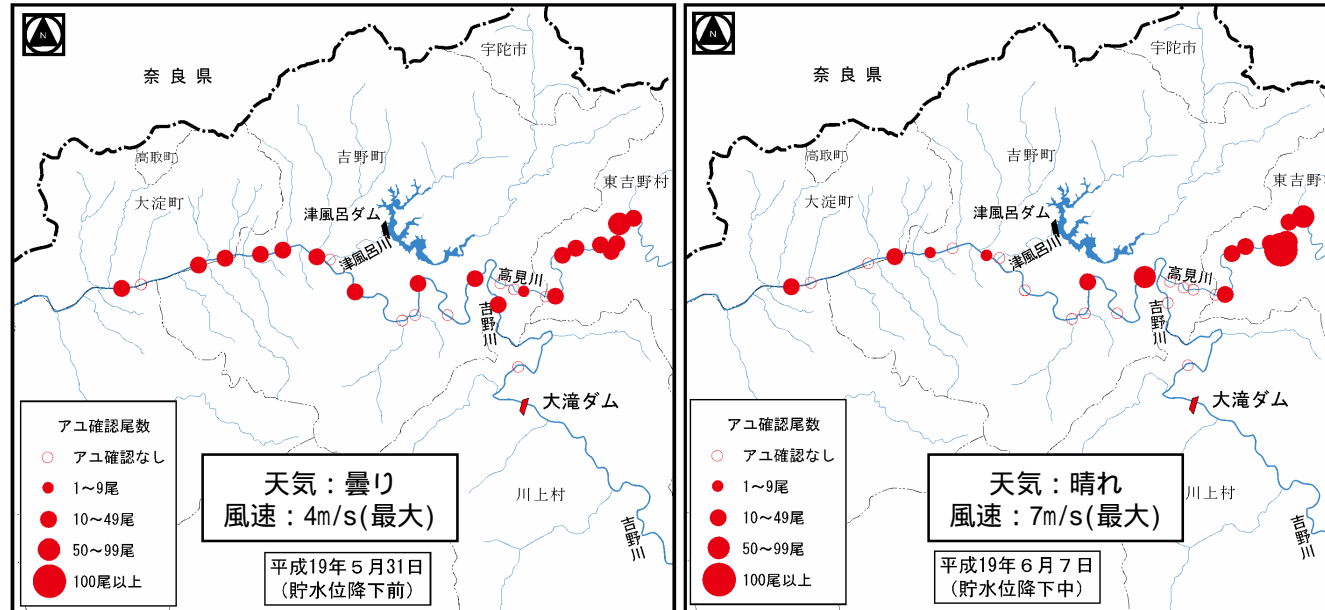 N
宇陀市
奈良県
高取町
吉野町
東吉野村
大淀町
津風呂ダム
津風呂川
高見川
吉野川
大滝ダム
アユ確認尾数
アユ確認なし
1～9尾
10～49尾
50～99尾
100尾以上
天気：曇り
風速：4m/s(最大)
川上村
吉野川
平成19年5月31日
(貯水位降下前)
N
宇陀市
奈良県
高取町
吉野町
東吉野
大淀町
津風呂ダム
津風呂川
高見川
吉野川
大滝ダム
アユ確認尾数
アユ確認なし
1～9尾
10～49尾
50～99尾
100尾以上
天気：晴れ
風速：7m/s(最大)
川上村
吉野川
平成19年6月7日
(貯水位降下中)